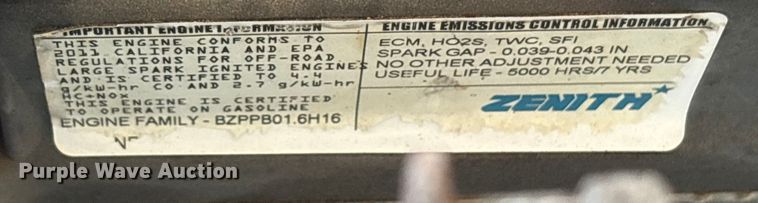 IMPORTANT ENGINE INFORMATION
THIS ENGINE CONFORMS TO
2011 CALIFORNIA AND EPA
REGULATIONS FOR OFF-ROAD
LARGE SPARK IGNITED ENGINES
AND IS CERTIFIED TO 4.4
g/kW-hr CO AND 2.7 g/kW-hr
HC+NOX
THIS ENGINE IS CERTIFIED
TO OPERATE ON GASOLINE
ENGINE FAMILY - BZPPB01.6H16
ENGINE EMISSIONS CONTROL INFORMATION
ECM, HO2S, TWC, SFI
SPARK GAP - 0.039-0.043 IN
NO OTHER ADJUSTMENT NEEDED
USEFUL LIFE - 5000 HRS/7 YRS
ZENITH
Purple Wave Auction